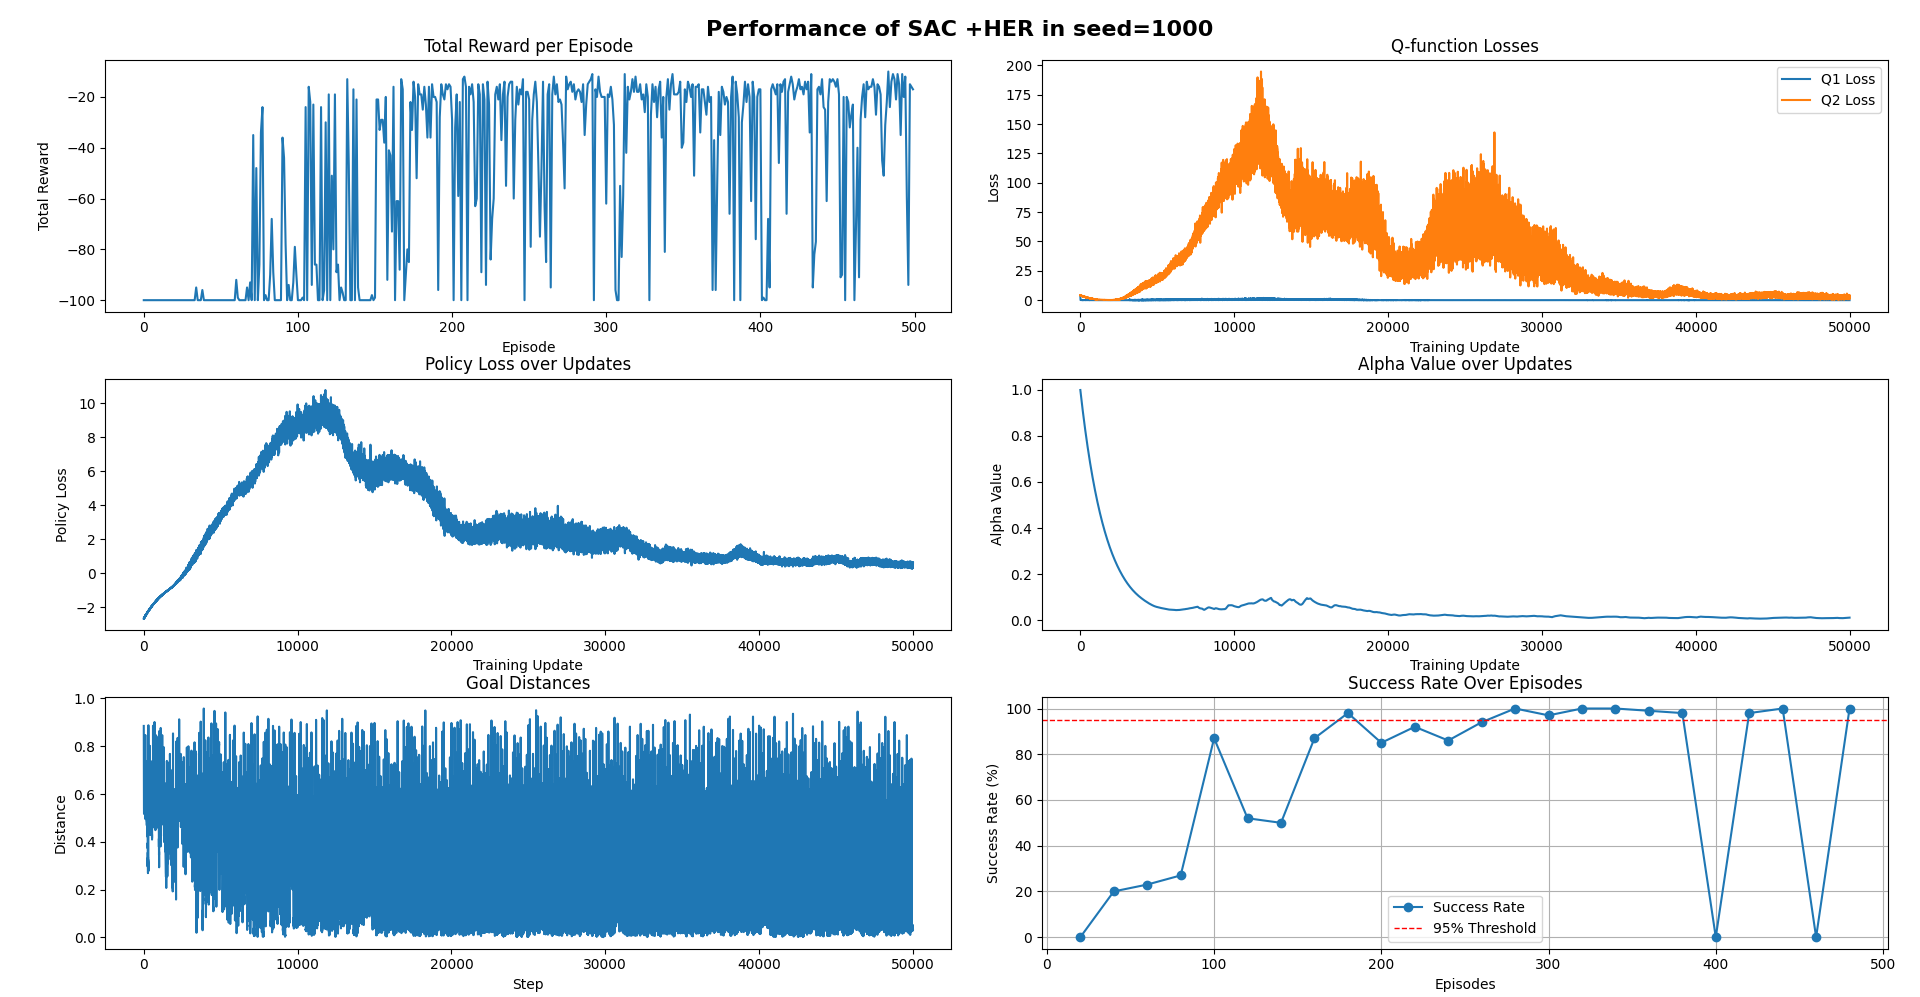 Performance of SAC +HER in seed=1000
Total Reward per Episode
Total Reward
−20
−40
−60
−80
−100
0 100 200 300 400 500
Episode
Q-function Losses
Loss
200
175
150
125
100
75
50
25
0
Q1 Loss
Q2 Loss
0 10000 20000 30000 40000 50000
Training Update
Policy Loss over Updates
Policy Loss
10
8
6
4
2
0
−2
0 10000 20000 30000 40000 50000
Training Update
Alpha Value over Updates
Alpha Value
1.0
0.8
0.6
0.4
0.2
0.0
0 10000 20000 30000 40000 50000
Training Update
Goal Distances
Distance
1.0
0.8
0.6
0.4
0.2
0.0
0 10000 20000 30000 40000 50000
Step
Success Rate Over Episodes
Success Rate (%)
100
80
60
40
20
0
Success Rate
95% Threshold
0 100 200 300 400 500
Episodes